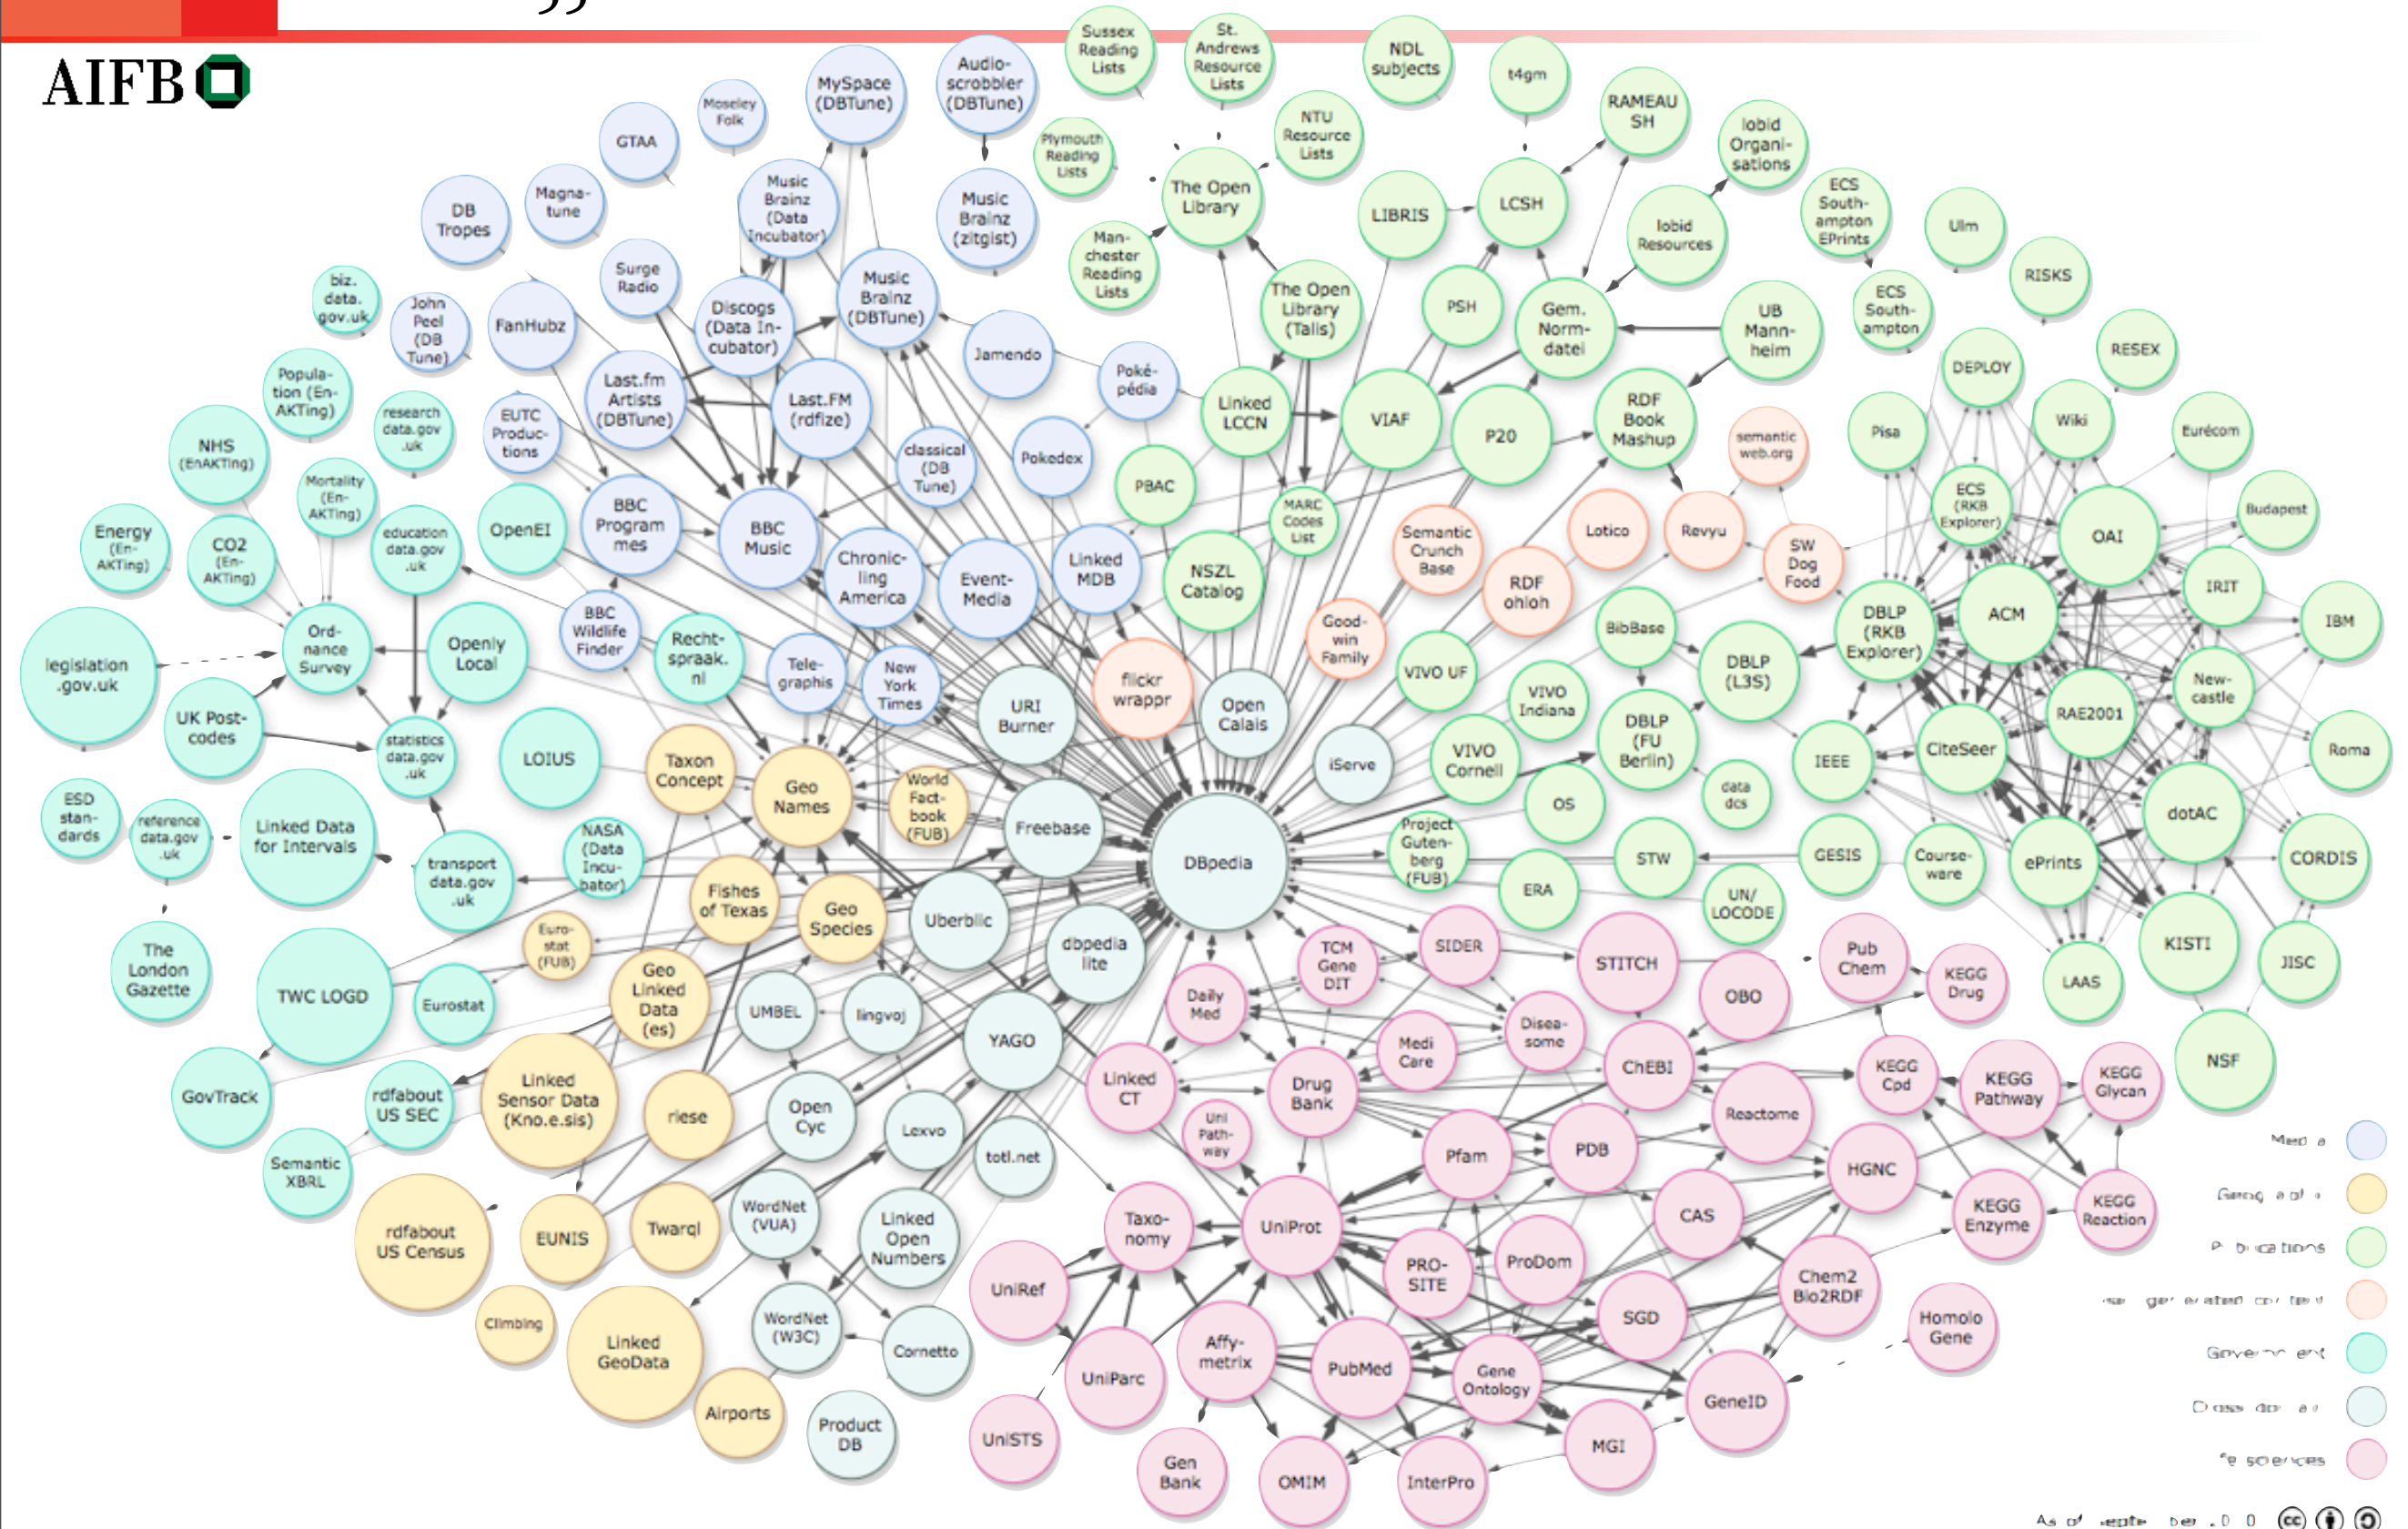 AIFB
Sussex
Reading
Lists
St.
Andrews
Resource
Lists
NDL
subjects
t4gm
RAMEAU
SH
lobid
Organi-
sations
MySpace
(DBTune)
Audio-
scrobbler
(DBTune)
Moseley
Folk
GTAA
Plymouth
Reading
Lists
NTU
Resource
Lists
DB
Tropes
Magna-
tune
Music
Brainz
(Data
Incubator)
Music
Brainz
(zitgist)
The Open
Library
LIBRIS
LCSH
lobid
Resources
ECS
South-
ampton
EPrints
Ulm
RISKS
Man-
chester
Reading
Lists
biz.
data.
gov.uk
John
Peel
(DB
Tune)
FanHubz
Surge
Radio
Discogs
(Data In-
cubator)
Music
Brainz
(DBTune)
Jamendo
The Open
Library
(Talis)
PSH
Gem.
Norm-
datei
UB
Mann-
heim
ECS
South-
ampton
RESEX
DEPLOY
Popula-
tion (En-
AKTing)
research
data.gov
.uk
EUTC
Produc-
tions
Last.fm
Artists
(DBTune)
Last.FM
(rdfize)
Poké-
pédia
Linked
LCCN
VIAF
P20
RDF
Book
Mashup
semantic
web.org
Pisa
Wiki
Eurécom
NHS
(EnAKTing)
Mortality
(En-
AKTing)
classical
(DB
Tune)
Pokedex
PBAC
MARC
Codes
List
Energy
(En-
AKTing)
CO2
(En-
AKTing)
education
data.gov
.uk
OpenEI
BBC
Program
mes
BBC
Music
Chronic-
ling
America
Event-
Media
Linked
MDB
NSZL
Catalog
Semantic
Crunch
Base
RDF
ohloh
Lotico
Revyu
SW
Dog
Food
ECS
(RKB
Explorer)
OAI
Budapest
IRIT
IBM
legislation
.gov.uk
Ord-
nance
Survey
Openly
Local
BBC
Wildlife
Finder
Recht-
spraak.
nl
Tele-
graphis
New
York
Times
URI
Burner
flickr
wrappr
Open
Calais
Good-
win
Family
VIVO UF
VIVO
Indiana
BibBase
DBLP
(L3S)
DBLP
(RKB
Explorer)
ACM
New-
castle
RAE2001
UK Post-
codes
statistics
data.gov
.uk
LOIUS
Taxon
Concept
Geo
Names
World
Fact-
book
(FUB)
Freebase
DBpedia
iServe
VIVO
Cornell
DBLP
(FU
Berlin)
data
dcs
IEEE
CiteSeer
Roma
dotAC
ESD
stan-
dards
reference
data.gov
.uk
Linked Data
for Intervals
transport
data.gov
.uk
NASA
(Data
Incu-
bator)
Project
Guten-
berg
(FUB)
OS
STW
GESIS
Course-
ware
ePrints
CORDIS
Fishes
of Texas
Geo
Species
Uberblic
dbpedia
lite
ERA
UN/
LOCODE
The
London
Gazette
TWC LOGD
Eurostat
Euro-
stat
(FUB)
Geo
Linked
Data
(es)
UMBEL
lingvoj
YAGO
Daily
Med
TCM
Gene
DIT
SIDER
STITCH
OBO
Pub
Chem
KEGG
Drug
LAAS
KISTI
JISC
NSF
GovTrack
rdfabout
US SEC
Linked
Sensor Data
(Kno.e.sis)
riese
Open
Cyc
Lexvo
totl.net
Linked
CT
Drug
Bank
Medi
Care
Disea-
some
ChEBI
Reactome
KEGG
Cpd
KEGG
Pathway
KEGG
Glycan
Semantic
XBRL
Uni
Path-
way
Pfam
PDB
HGNC
rdfabout
US Census
EUNIS
Twarql
WordNet
(VUA)
Linked
Open
Numbers
Taxo-
nomy
UniProt
CAS
KEGG
Enzyme
KEGG
Reaction
UniRef
PRO-
SITE
ProDom
Chem2
Bio2RDF
SGD
Homolo
Gene
Climbing
Linked
GeoData
WordNet
(W3C)
Cornetto
Affy-
metrix
PubMed
Gene
Ontology
GeneID
UniParc
Airports
Product
DB
UniSTS
Gen
Bank
OMIM
InterPro
MGI
cc